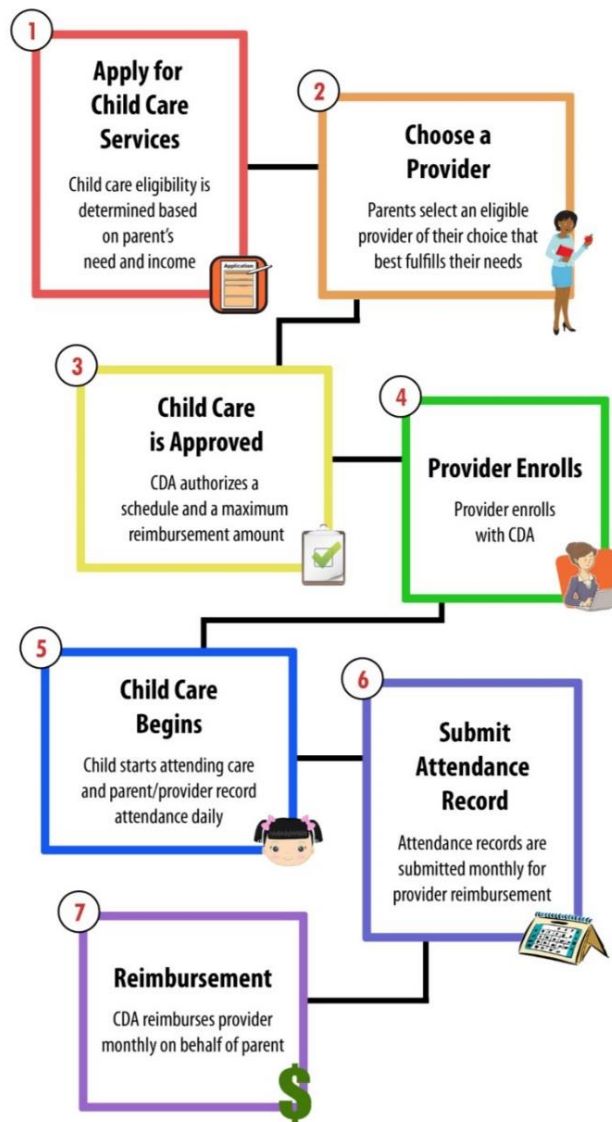 1
Apply for
Child Care
Services
Child care eligibility is
determined based
on parent's
need and income
Application
2
Choose a
Provider
Parents select an eligible
provider of their choice that
best fulfills their needs
3
Child Care
is Approved
CDA authorizes a
schedule and a maximum
reimbursement amount
4
Provider Enrolls
Provider enrolls
with CDA
5
Child Care
Begins
Child starts attending care
and parent/provider record
attendance daily
6
Submit
Attendance
Record
Attendance records are
submitted monthly for
provider reimbursement
7
Reimbursement
CDA reimburses provider
monthly on behalf of parent
$